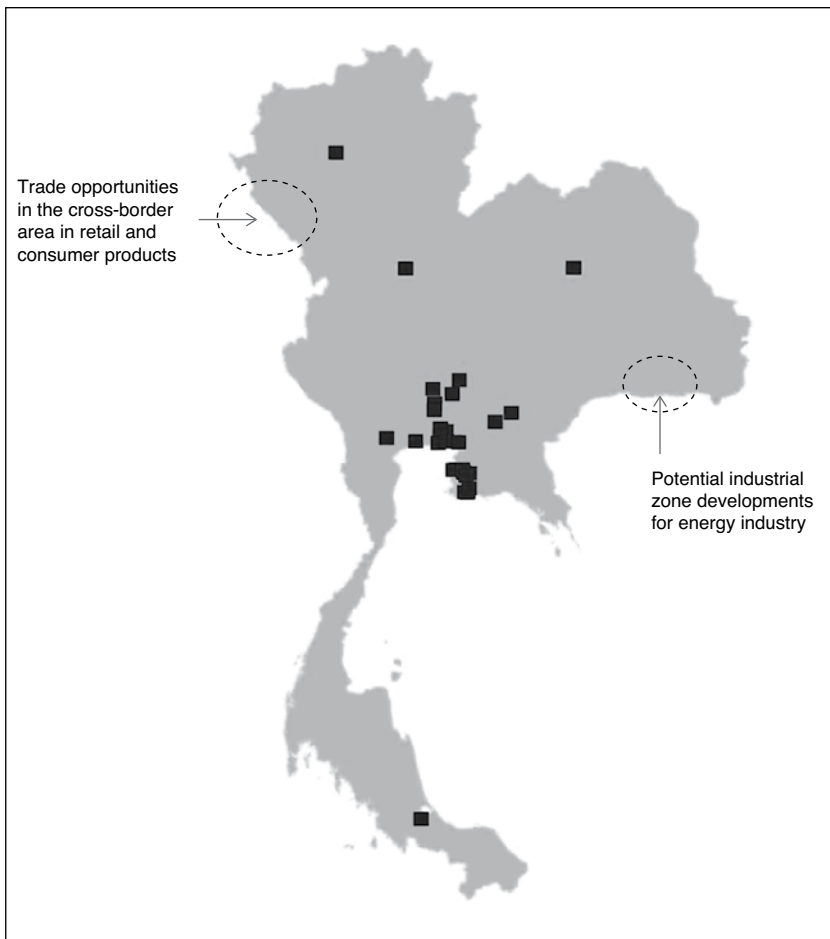 Trade opportunities
in the cross-border
area in retail and
consumer products
Potential industrial
zone developments
for energy industry